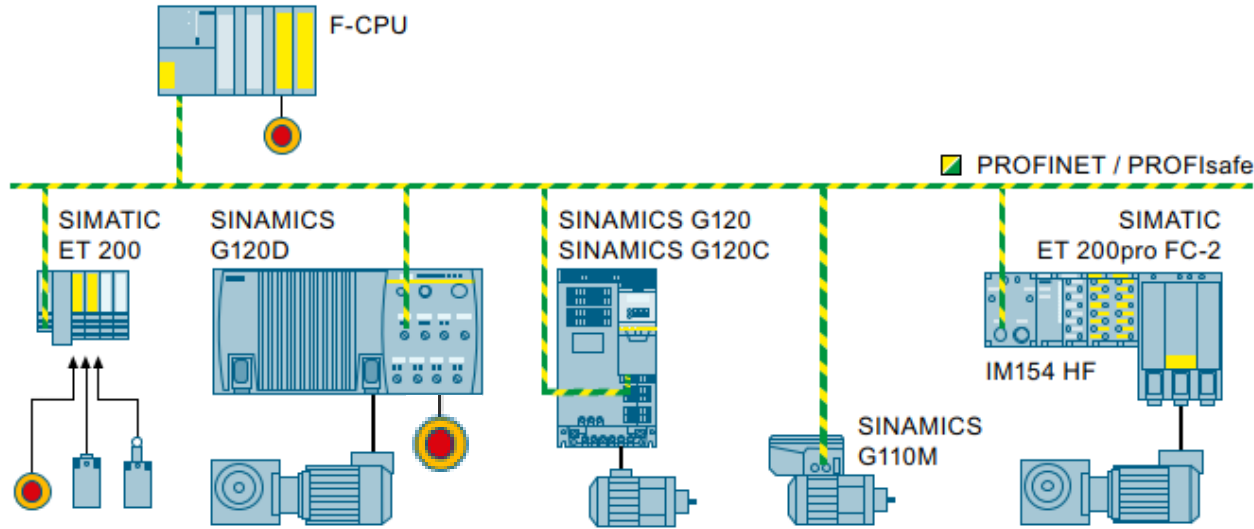 F-CPU
PROFINET / PROFIsafe
SIMATIC
ET 200
SINAMICS
G120D
SINAMICS G120
SINAMICS G120C
SIMATIC
ET 200pro FC-2
IM154 HF
SINAMICS
G110M